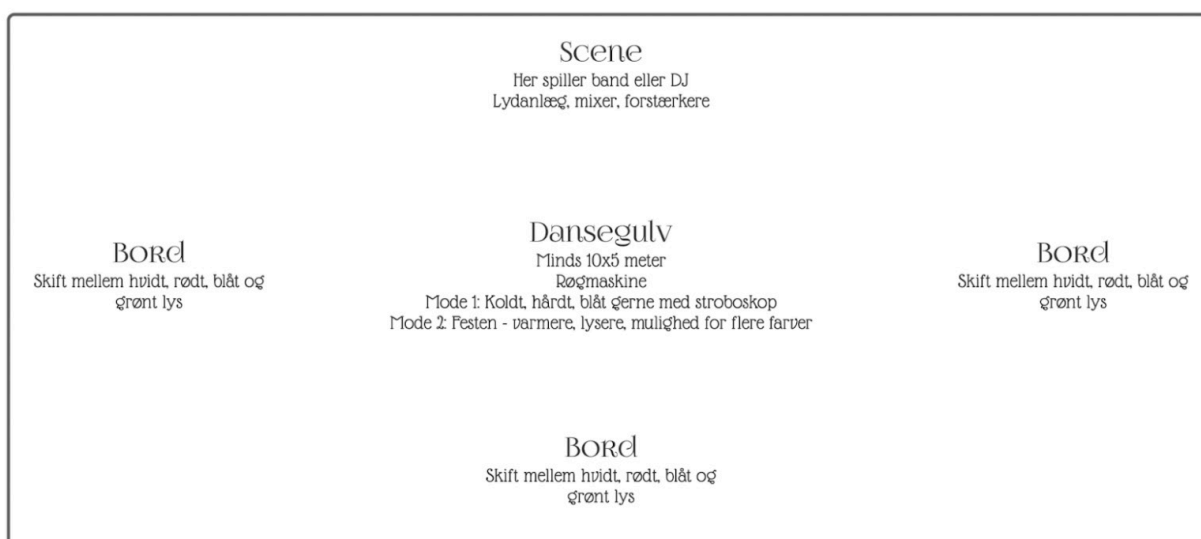 Scene
Her spiller band eller DJ
Lydanlæg, mixer, forstærkere
Dansegulv
Minds 10x5 meter
Røgmaskine
Mode 1: Koldt, hårdt, blåt gerne med stroboskop
Mode 2: Festen - varmere, lysere, mulighed for flere farver
Bord
Skift mellem hvidt, rødt, blåt og
grønt lys
Bord
Skift mellem hvidt, rødt, blåt og
grønt lys
Bord
Skift mellem hvidt, rødt, blåt og
grønt lys